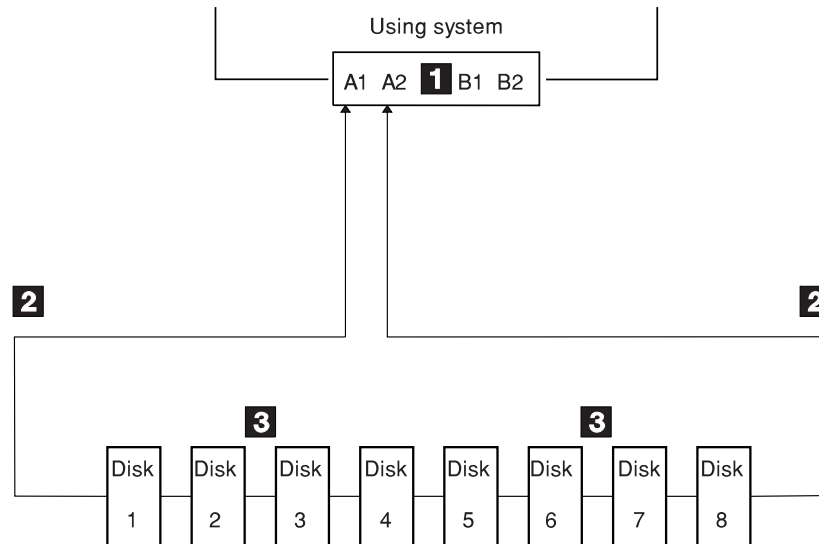 Using system
A1 A2 1 B1 B2
2 2
3 3
Disk Disk Disk Disk Disk Disk Disk Disk
1 2 3 4 5 6 7 8